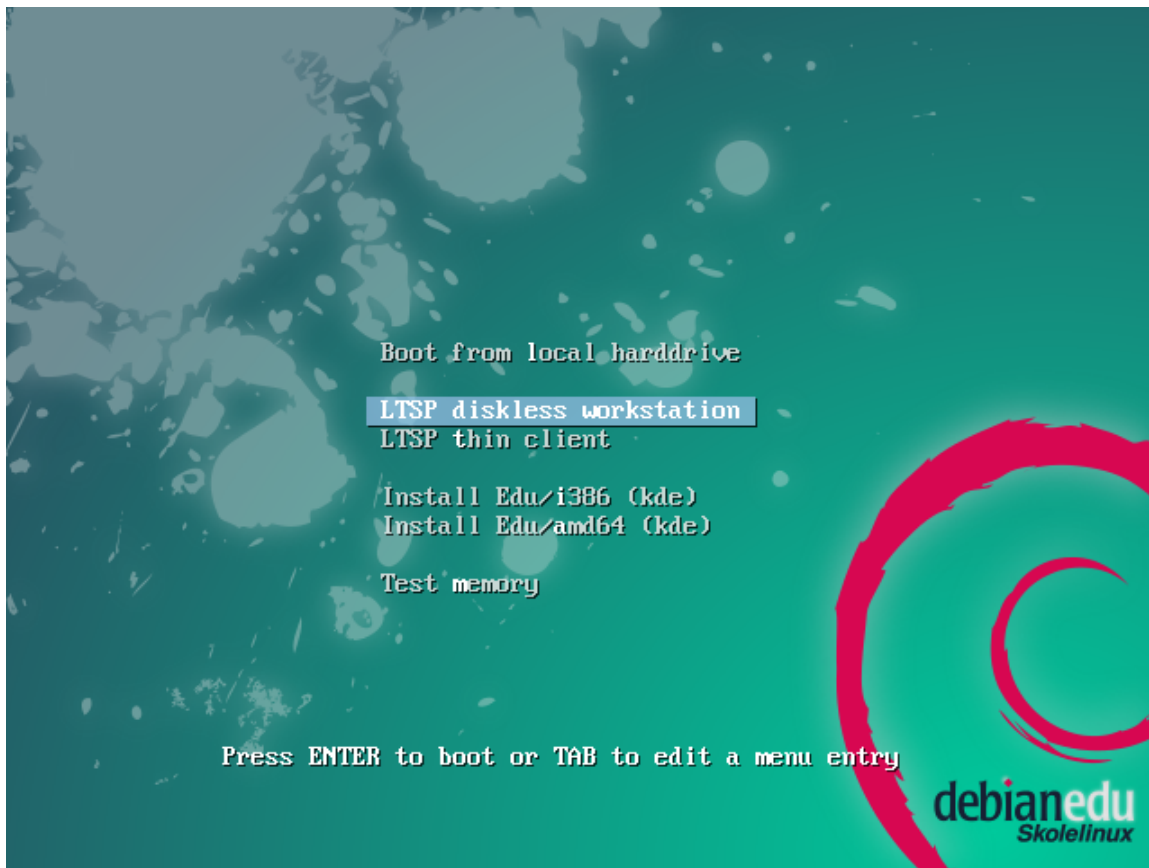 Boot from local harddrive
LTSP diskless workstation
LTSP thin client
Install Edu/i386 (kde)
Install Edu/amd64 (kde)
Test memory
Press ENTER to boot or TAB to edit a menu entry
debianedu
Skolelinux